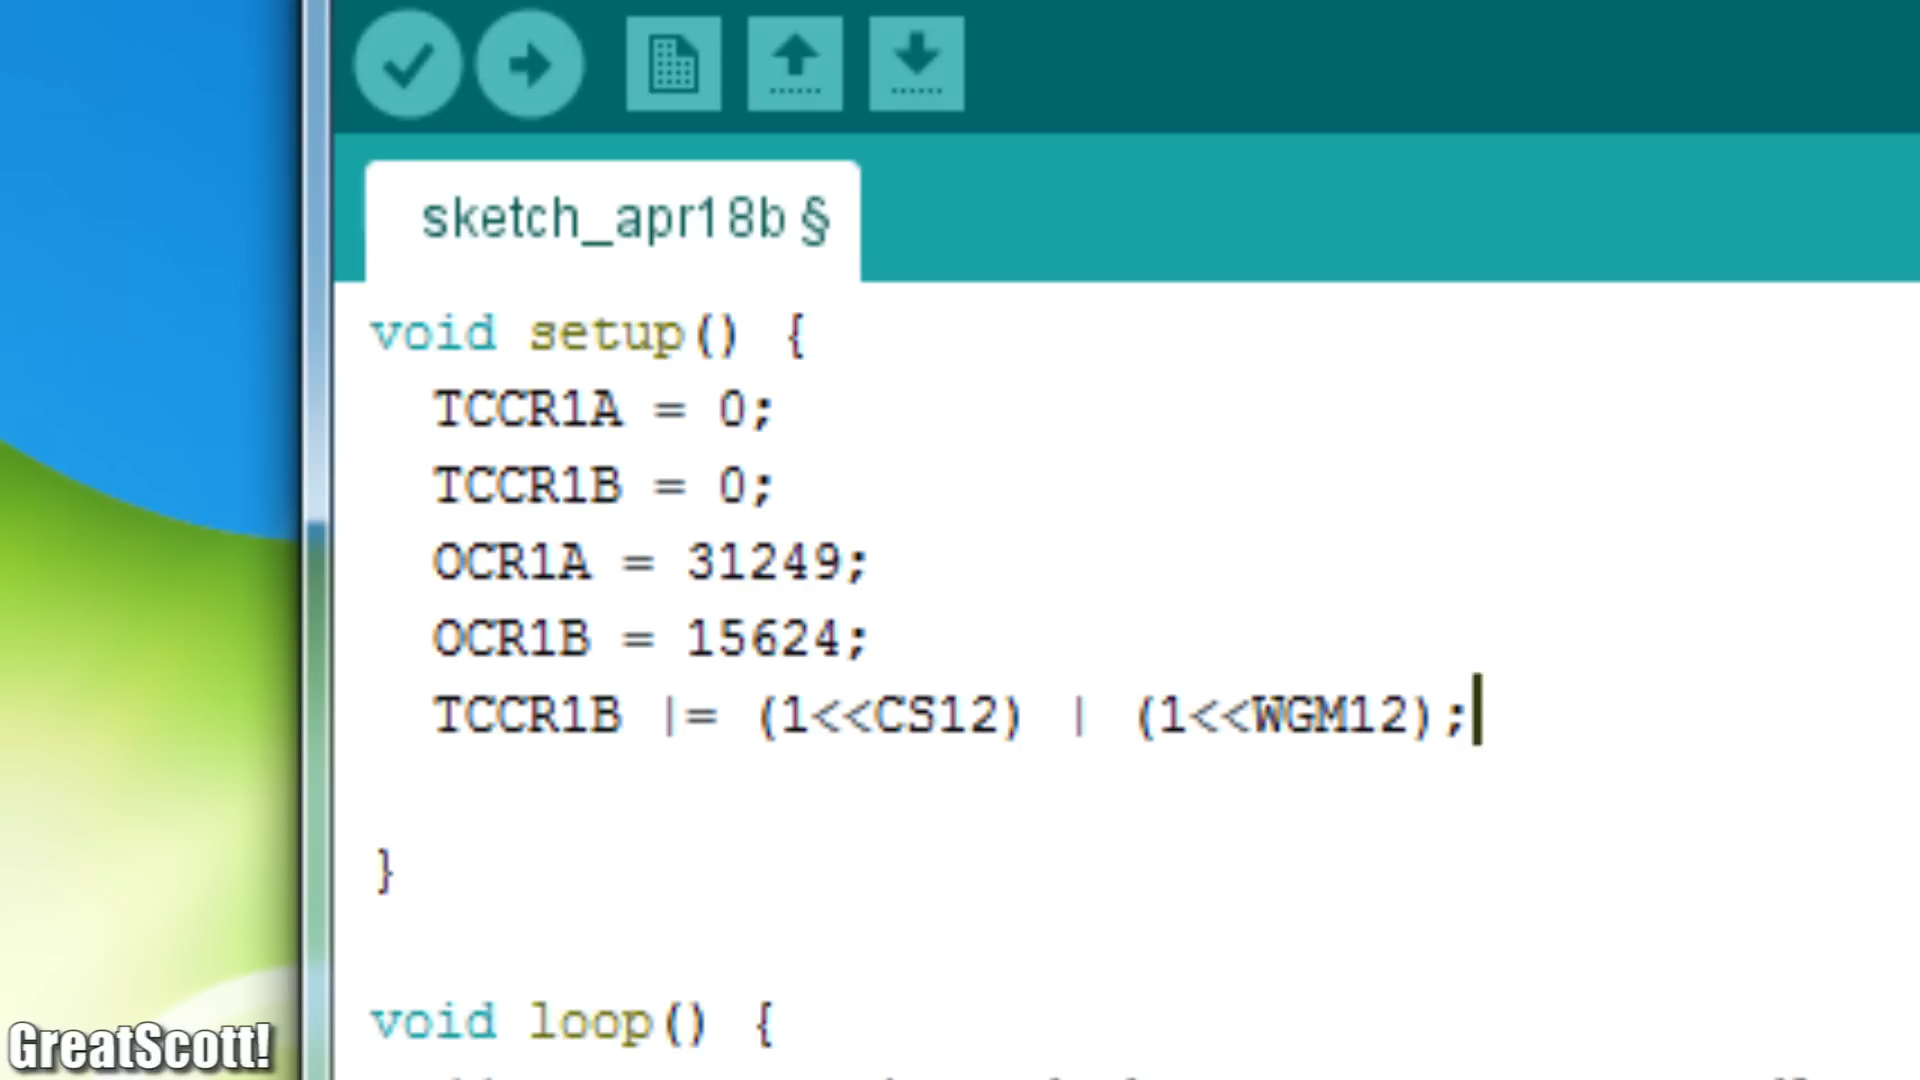 sketch_apr18b §
void setup() {
TCCR1A = 0;
TCCR1B = 0;
OCR1A = 31249;
OCR1B = 15624;
TCCR1B |= (1<<CS12) | (1<<WGM12);
}
void loop() {
GreatScott!